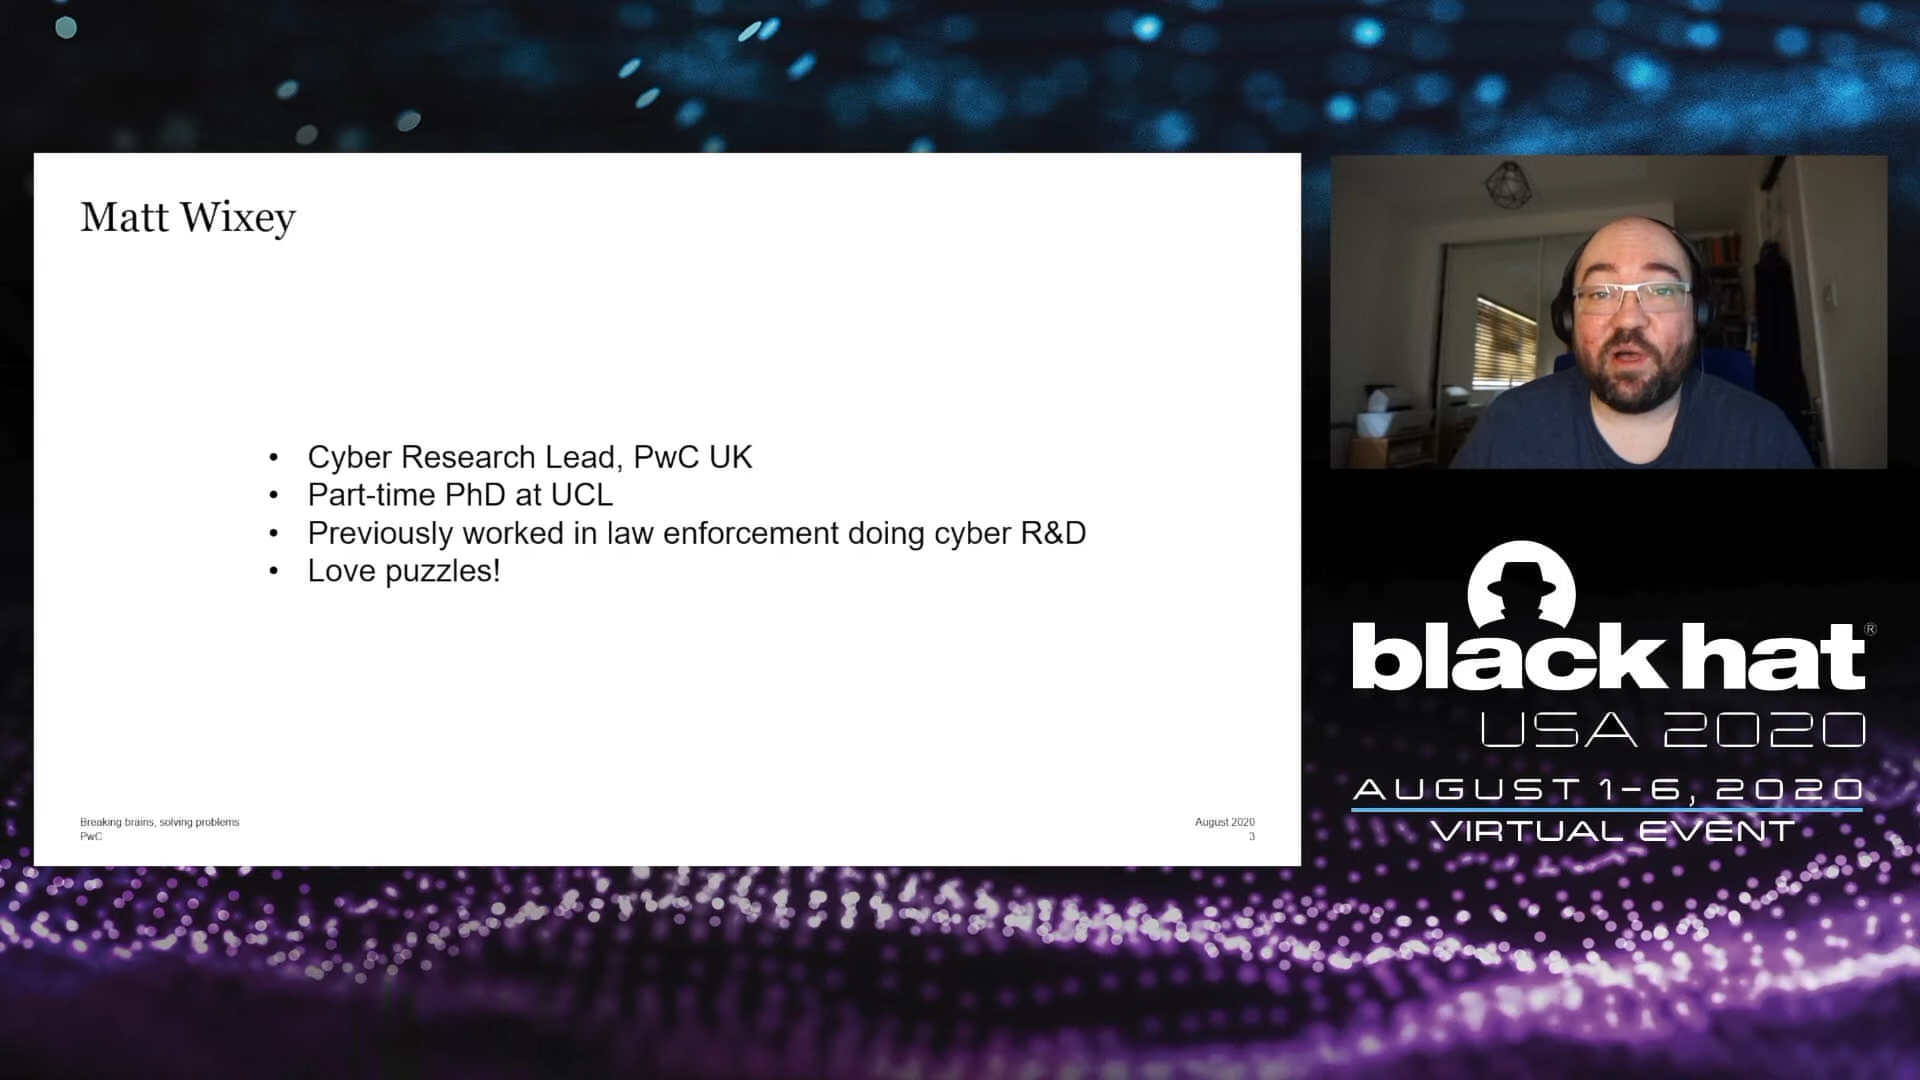 Matt Wixey
• Cyber Research Lead, PwC UK
• Part-time PhD at UCL
• Previously worked in law enforcement doing cyber R&D
• Love puzzles!
Breaking brains, solving problems
PwC
August 2020
3
black hat®
USA 2020
AUGUST 1-6, 2020
VIRTUAL EVENT